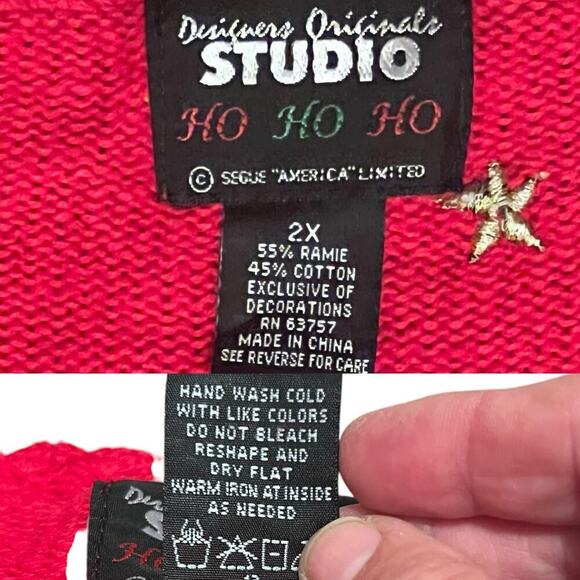 Designers Originals
STUDIO
HO HO HO
© SEGUE "AMERICA" LIMITED
2X
55% RAMIE
45% COTTON
EXCLUSIVE OF
DECORATIONS
RN 63757
MADE IN CHINA
SEE REVERSE FOR CARE
HAND WASH COLD
WITH LIKE COLORS
DO NOT BLEACH
RESHAPE AND
DRY FLAT
WARM IRON AT INSIDE
AS NEEDED